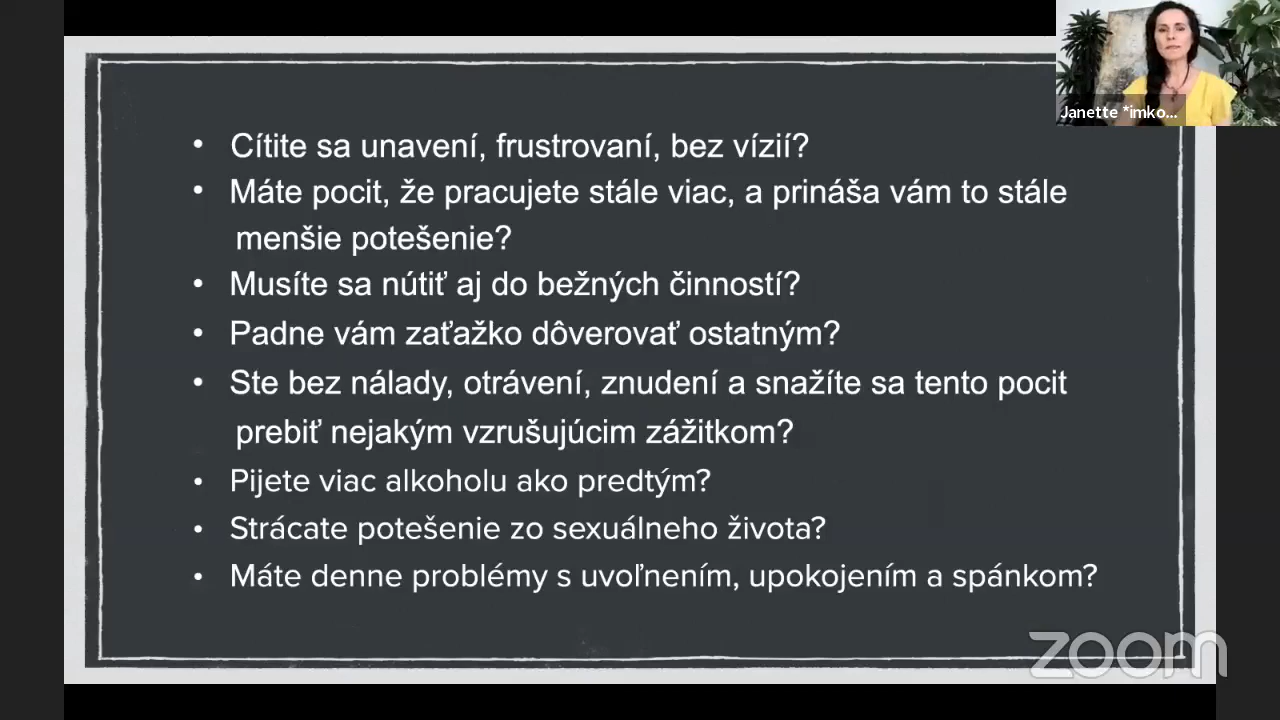 • Cítite sa unavení, frustrovaní, bez vízií?
• Máte pocit, že pracujete stále viac, a prináša vám to stále
menšie potešenie?
• Musíte sa nútiť aj do bežných činností?
• Padne vám zaťažko dôverovať ostatným?
• Ste bez nálady, otrávení, znudení a snažíte sa tento pocit
prebiť nejakým vzrušujúcim zážitkom?
• Pijete viac alkoholu ako predtým?
• Strácate potešenie zo sexuálneho života?
• Máte denne problémy s uvoľnením, upokojením a spánkom?
Janette *imko...
zoom